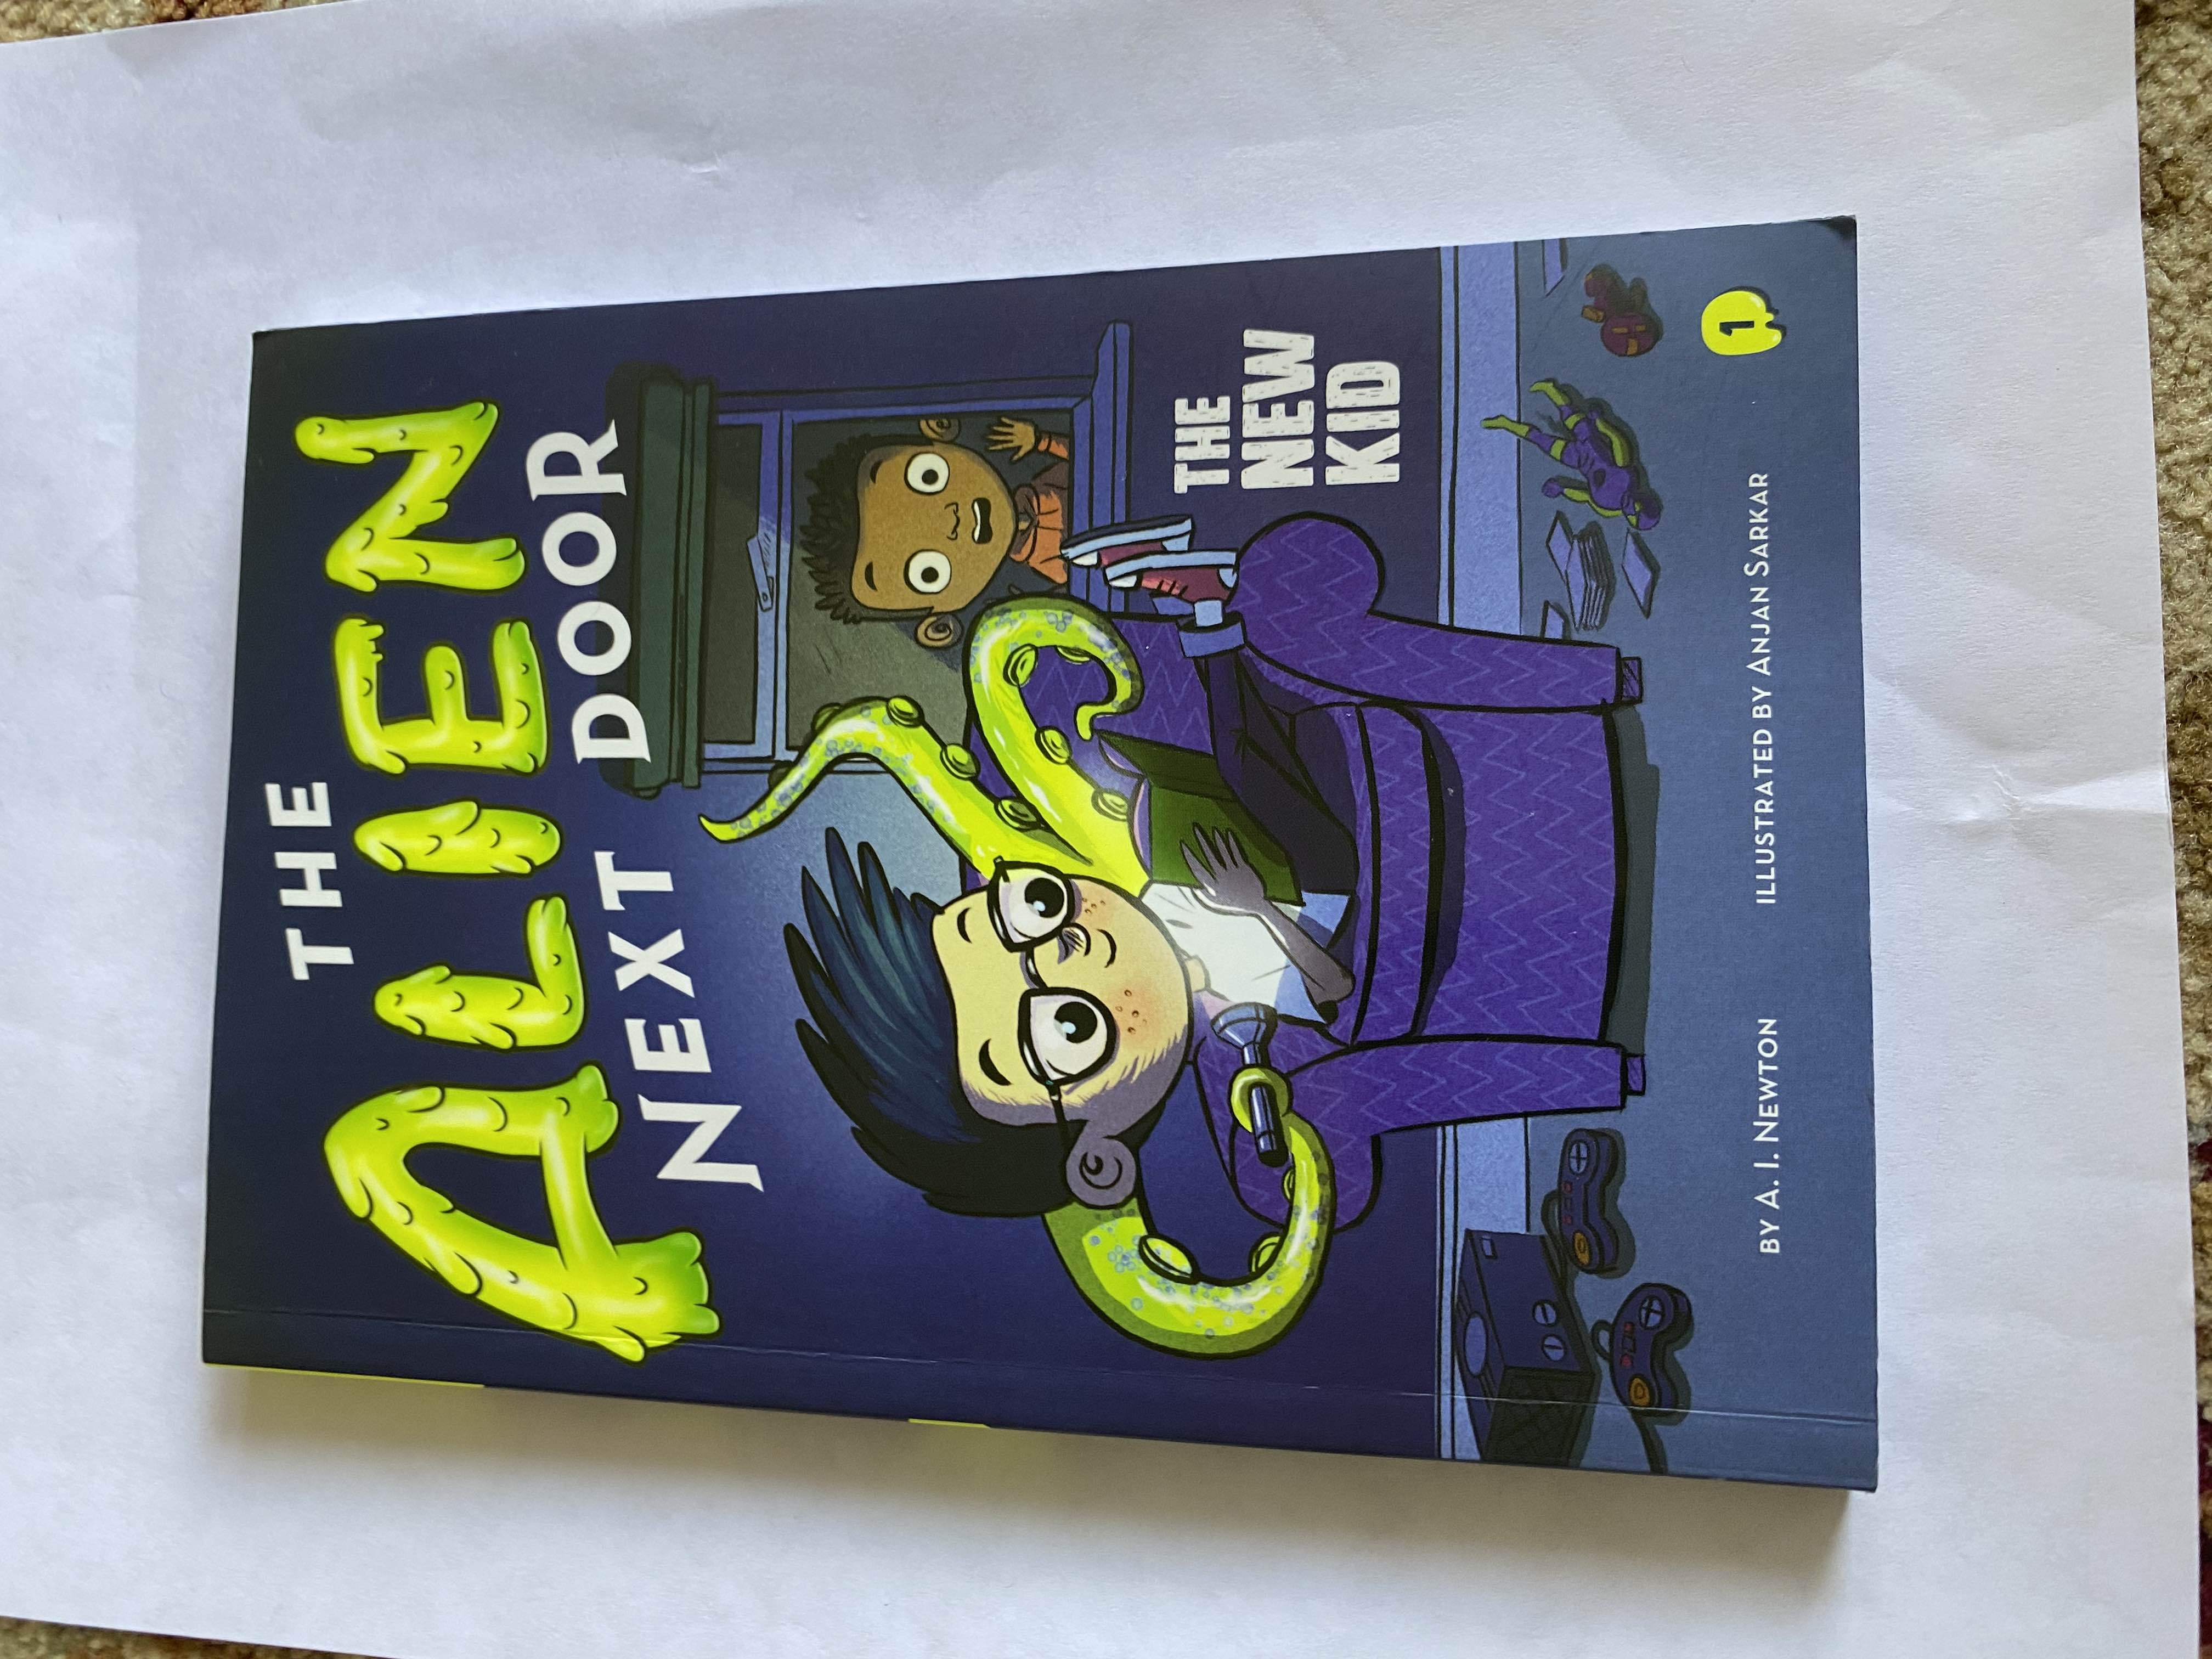 THE
ALIEN
NEXT DOOR
THE
NEW
KID
BY A. I. NEWTON ILLUSTRATED BY ANJAN SARKAR
1